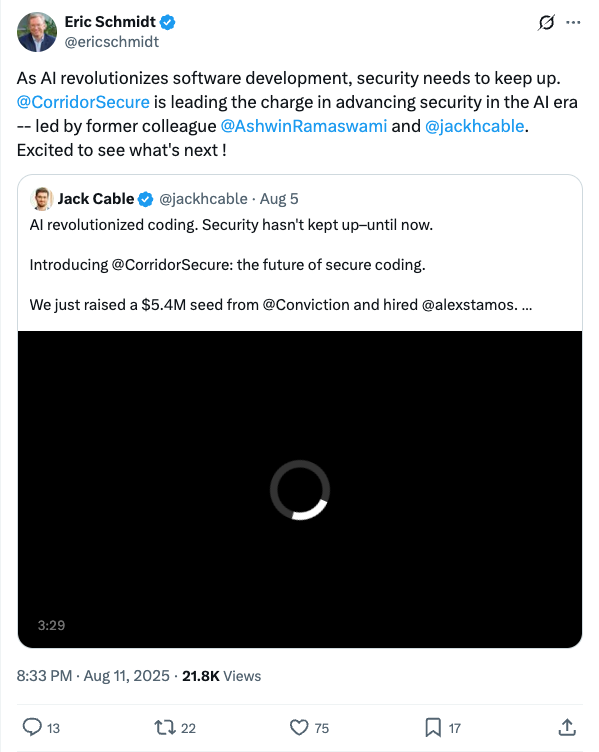 Eric Schmidt
@ericschmidt
As AI revolutionizes software development, security needs to keep up.
@CorridorSecure is leading the charge in advancing security in the AI era
-- led by former colleague @AshwinRamaswami and @jackhcable.
Excited to see what's next !
Jack Cable @jackhcable · Aug 5
AI revolutionized coding. Security hasn't kept up–until now.
Introducing @CorridorSecure: the future of secure coding.
We just raised a $5.4M seed from @Conviction and hired @alexstamos. ...
3:29
8:33 PM · Aug 11, 2025 · 21.8K Views
13 22 75 17